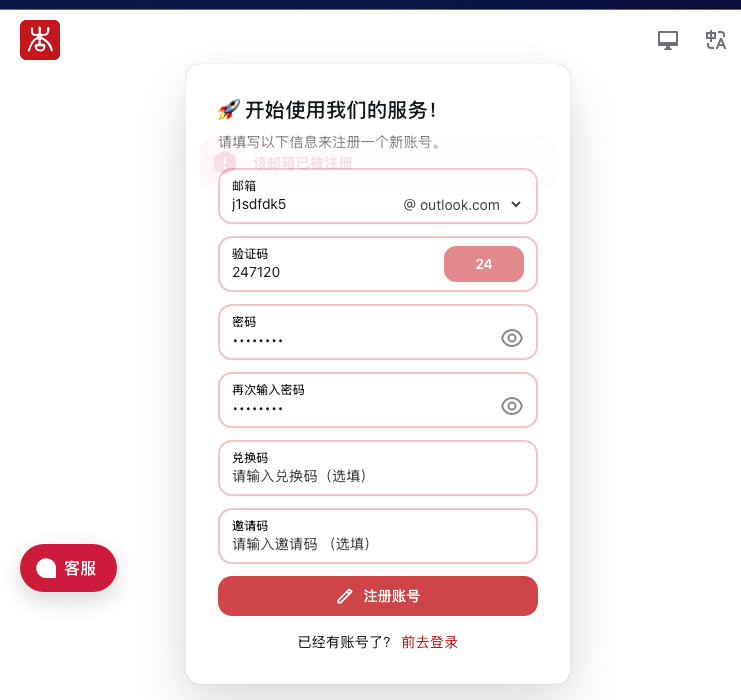 🚀 开始使用我们的服务！
请填写以下信息来注册一个新账号。
该邮箱已被注册
邮箱
j1sdfdk5 @ outlook.com
验证码
247120
24
密码
••••••••
再次输入密码
••••••••
兑换码
请输入兑换码（选填）
邀请码
请输入邀请码 （选填）
注册账号
已经有账号了？ 前去登录
客服